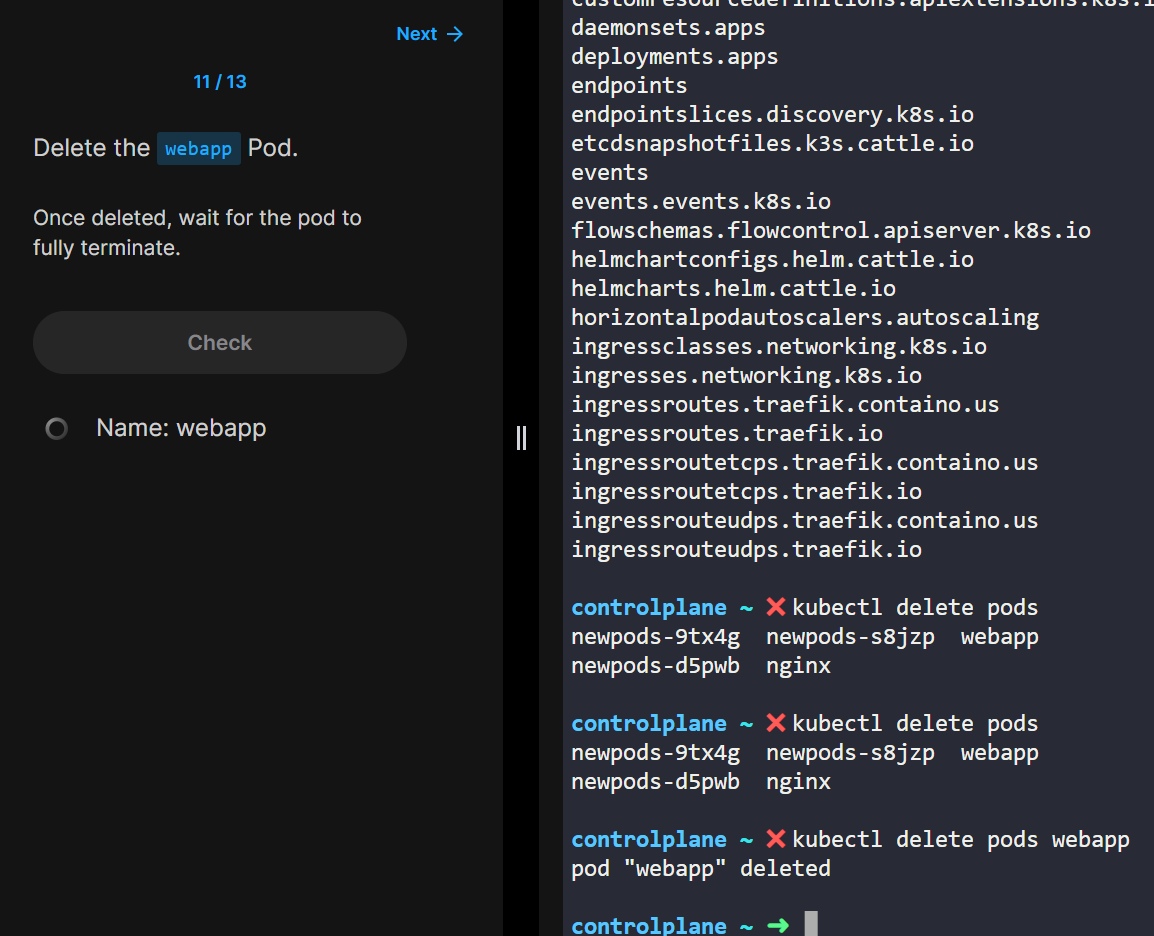 Next →
11 / 13
Delete the webapp Pod.
Once deleted, wait for the pod to
fully terminate.
Check
Name: webapp
customresourcedefinitions.apiextensions.k8s.i
daemonsets.apps
deployments.apps
endpoints
endpointslices.discovery.k8s.io
etcdsnapshotfiles.k3s.cattle.io
events
events.events.k8s.io
flowschemas.flowcontrol.apiserver.k8s.io
helmchartconfigs.helm.cattle.io
helmcharts.helm.cattle.io
horizontalpodautoscalers.autoscaling
ingressclasses.networking.k8s.io
ingresses.networking.k8s.io
ingressroutes.traefik.containo.us
ingressroutes.traefik.io
ingressroutetcps.traefik.containo.us
ingressroutetcps.traefik.io
ingressrouteudps.traefik.containo.us
ingressrouteudps.traefik.io
controlplane ~ ❌ kubectl delete pods
newpods-9tx4g newpods-s8jzp webapp
newpods-d5pwb nginx
controlplane ~ ❌ kubectl delete pods
newpods-9tx4g newpods-s8jzp webapp
newpods-d5pwb nginx
controlplane ~ ❌ kubectl delete pods webapp
pod "webapp" deleted
controlplane ~ ➜